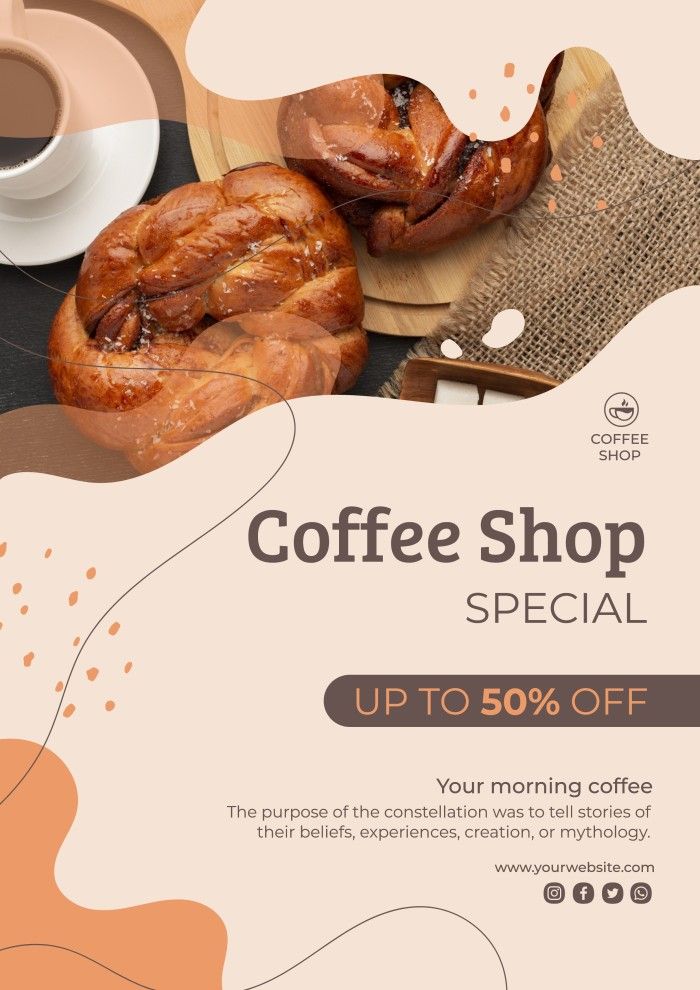 COFFEE
SHOP
Coffee Shop
SPECIAL
UP TO 50% OFF
Your morning coffee
The purpose of the constellation was to tell stories of
their beliefs, experiences, creation, or mythology.
www.yourwebsite.com